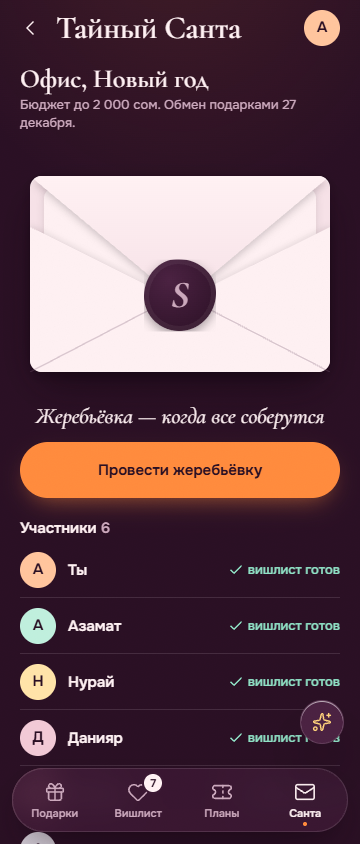 Тайный Санта
А
Офис, Новый год
Бюджет до 2 000 сом. Обмен подарками 27
декабря.
S
Жеребьёвка — когда все соберутся
Провести жеребьёвку
Участники 6
А Ты вишлист готов
А Азамат вишлист готов
Н Нурай вишлист готов
Д Данияр вишлист
7
Подарки Вишлист Планы Санта